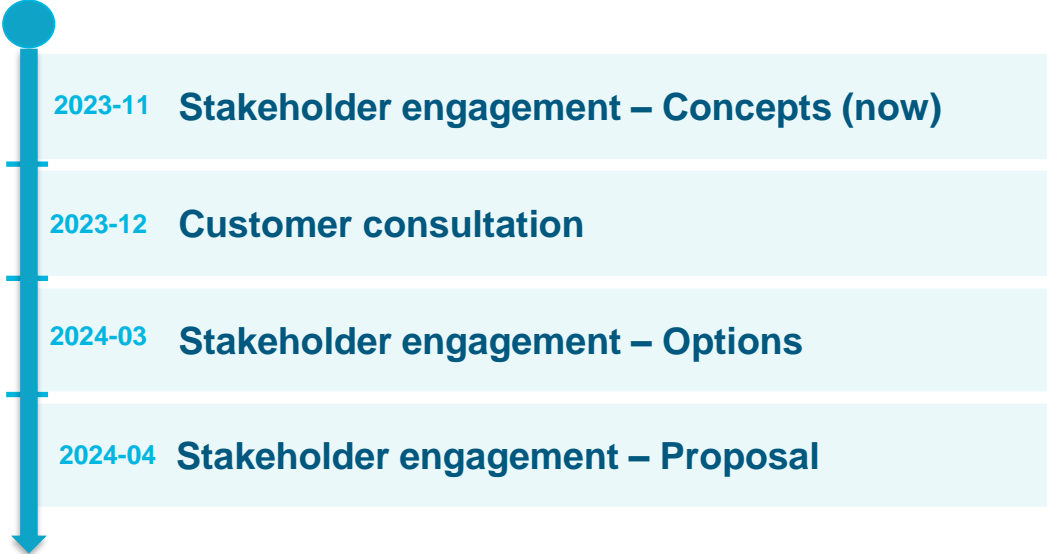 2023-11 Stakeholder engagement – Concepts (now)
2023-12 Customer consultation
2024-03 Stakeholder engagement – Options
2024-04 Stakeholder engagement – Proposal